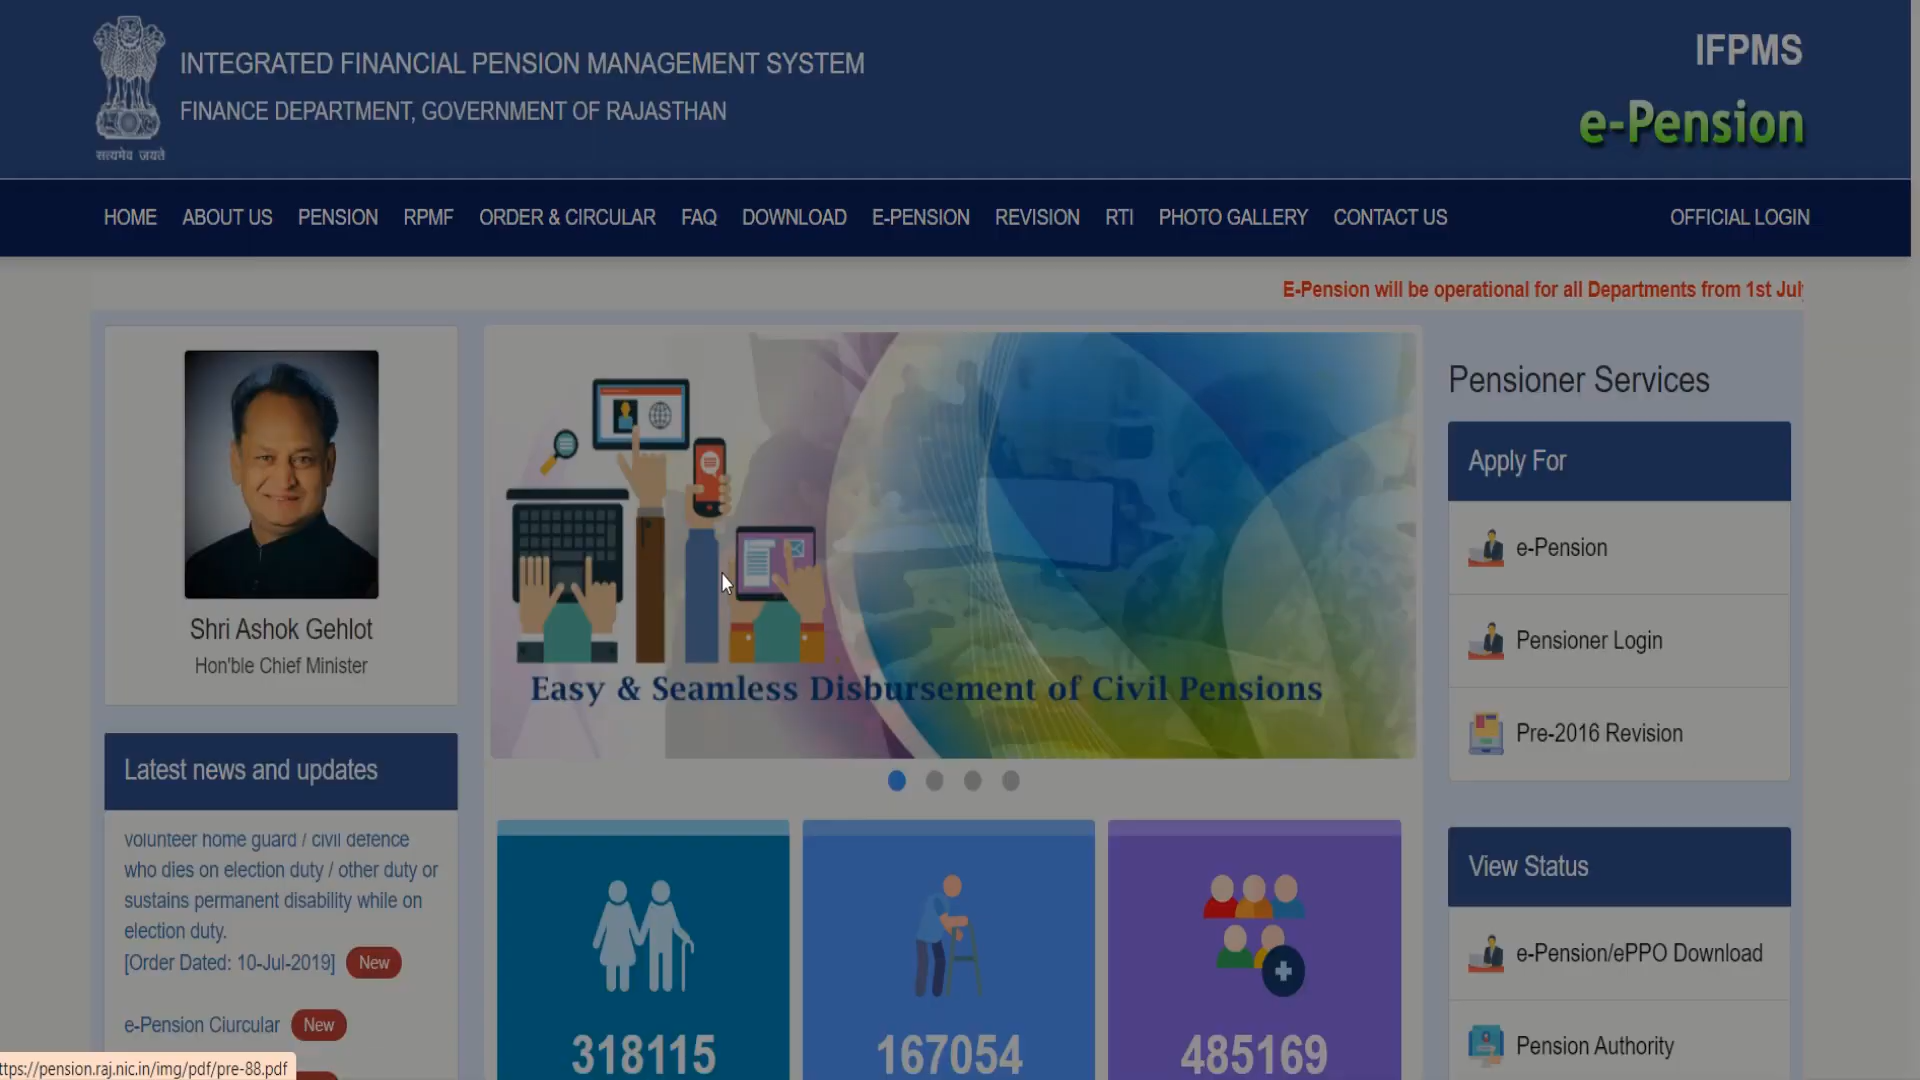 INTEGRATED FINANCIAL PENSION MANAGEMENT SYSTEM
FINANCE DEPARTMENT, GOVERNMENT OF RAJASTHAN
सत्यमेव जयते
IFPMS
e-Pension
HOME ABOUT US PENSION RPMF ORDER & CIRCULAR FAQ DOWNLOAD E-PENSION REVISION RTI PHOTO GALLERY CONTACT US OFFICIAL LOGIN
E-Pension will be operational for all Departments from 1st July
Shri Ashok Gehlot
Hon'ble Chief Minister
Latest news and updates
volunteer home guard / civil defence
who dies on election duty / other duty or
sustains permanent disability while on
election duty.
[Order Dated: 10-Jul-2019] New
e-Pension Ciurcular New
Easy & Seamless Disbursement of Civil Pensions
318115
167054
485169
Pensioner Services
Apply For
e-Pension
Pensioner Login
Pre-2016 Revision
View Status
e-Pension/ePPO Download
Pension Authority
ttps://pension.raj.nic.in/img/pdf/pre-88.pdf